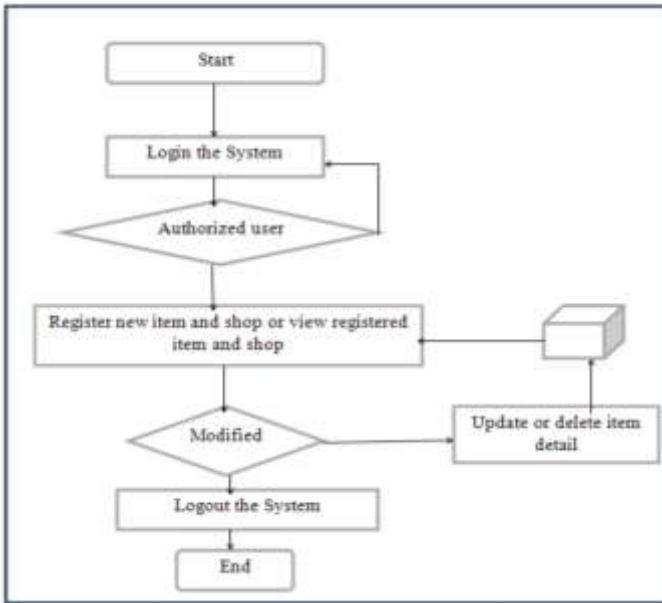 Start
Login the System
Authorized user
Register new item and shop or view registered
item and shop
Modified
Update or delete item
detail
Logout the System
End